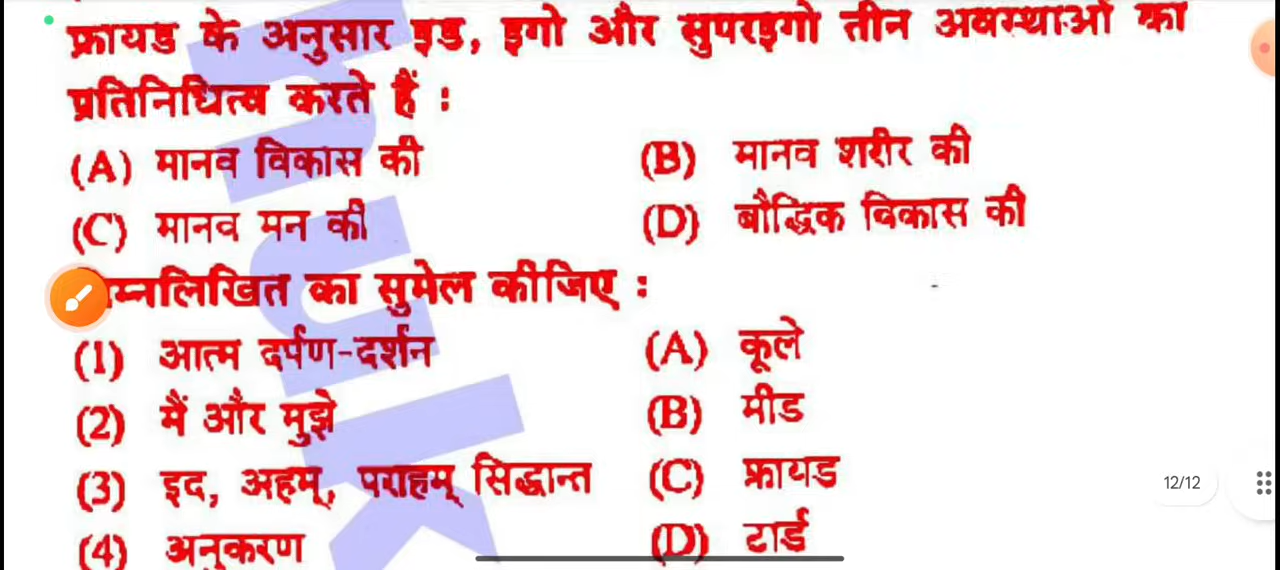 फ्रायड के अनुसार इड, इगो और सुपरइगो तीन अवस्थाओं का
प्रतिनिधित्व करते हैं :
(A) मानव विकास की (B) मानव शरीर की
(C) मानव मन की (D) बौद्धिक विकास की
म्नलिखित का सुमेल कीजिए :
(1) आत्म दर्पण-दर्शन (A) कूले
(2) मैं और मुझे (B) मीड
(3) इद, अहम्, पराहम् सिद्धान्त (C) फ्रायड
12/12
(4) अनुकरण (D) टार्ड